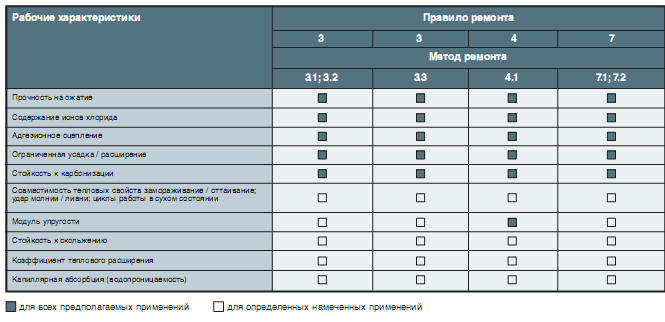 Рабочие характеристики
Правило ремонта
3 3 4 7
Метод ремонта
3.1; 3.2 3.3 4.1 7.1; 7.2
Прочность на сжатие
Содержание ионов хлорида
Адгезионное сцепление
Ограниченная усадка / расширение
Стойкость к карбонизации
Совместимость тепловых свойств замораживание / оттаивание;
удар молнии / ливни; циклы работы в сухом состоянии
Модуль упругости
Стойкость к скольжению
Коэффициент теплового расширения
Капиллярная абсорбция (водопроницаемость)
для всех предполагаемых применений для определенных намеченных применений